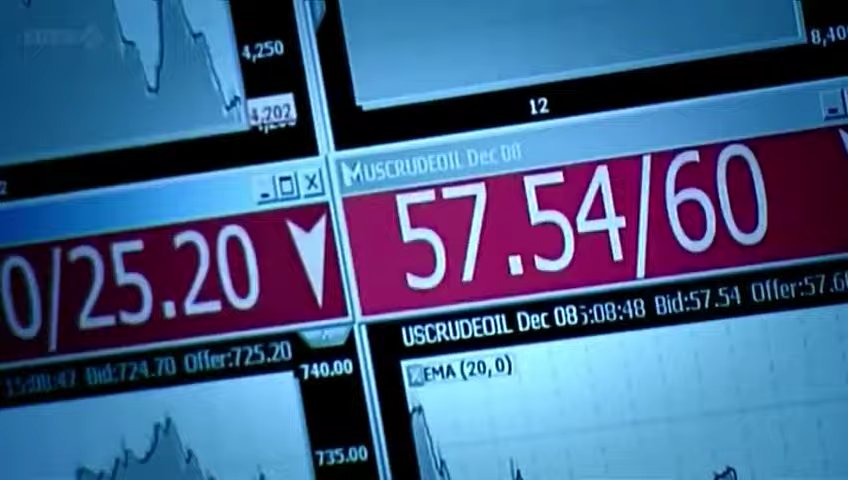 4,250
4,202
8,40
12
USCRUDEOIL Dec 08
57.54/60
0/25.20
USCRUDEOIL Dec 08
5:08:48 Bid:57.54 Offer:57.6
15:08:47 Bid:724.70 Offer:725.20
740.00
EMA (20, 0)
735.00